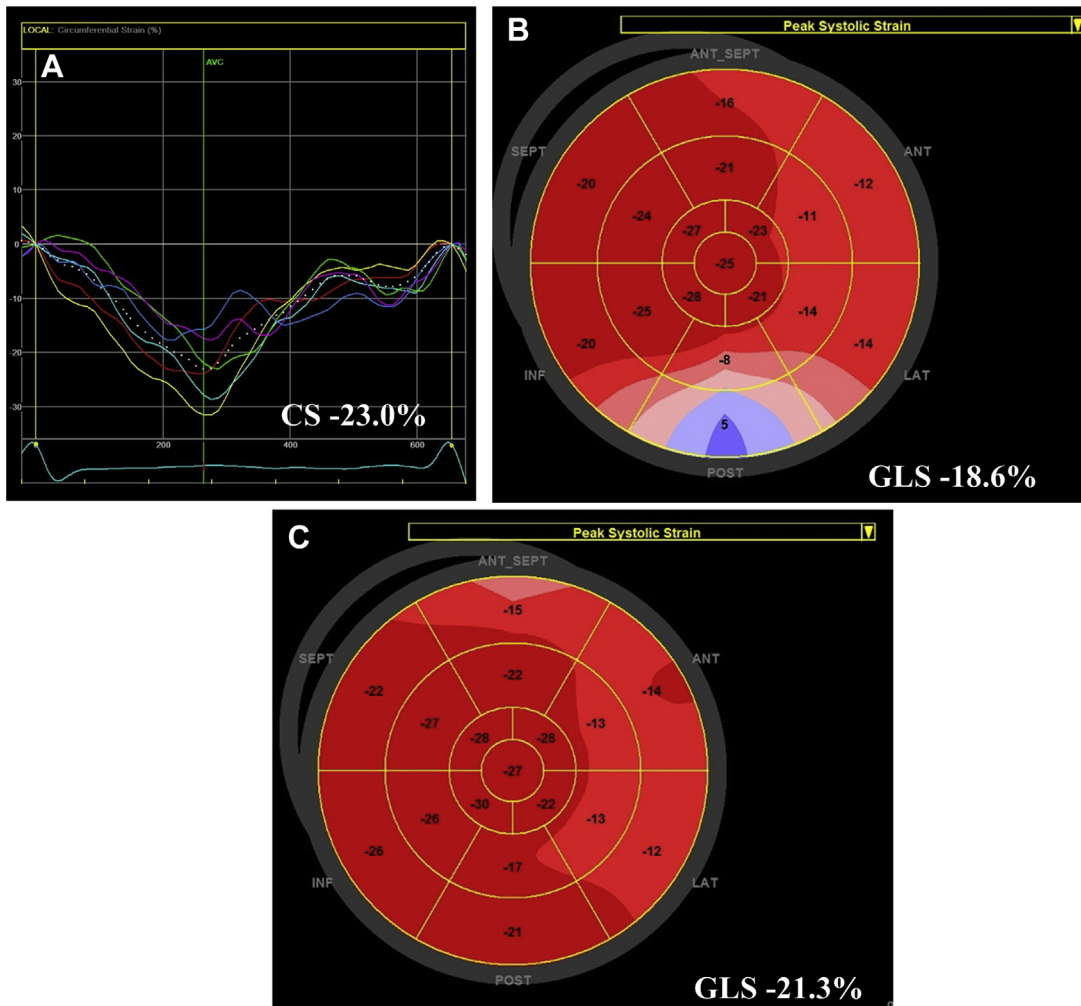 LOCAL: Circumferential Strain (%)
A
AVC
30
20
10
0
-10
-20
-30
CS -23.0%
200
400
600
B
Peak Systolic Strain
ANT_SEPT
SEPT
ANT
-16
-20
-12
-21
-24
-11
-27
-23
-25
-28
-21
-25
-14
-20
-14
-8
5
INF
LAT
POST
GLS -18.6%
C
Peak Systolic Strain
ANT_SEPT
SEPT
ANT
-15
-22
-14
-22
-27
-13
-28
-28
-27
-30
-22
-26
-13
-26
-12
-17
-21
INF
LAT
POST
GLS -21.3%